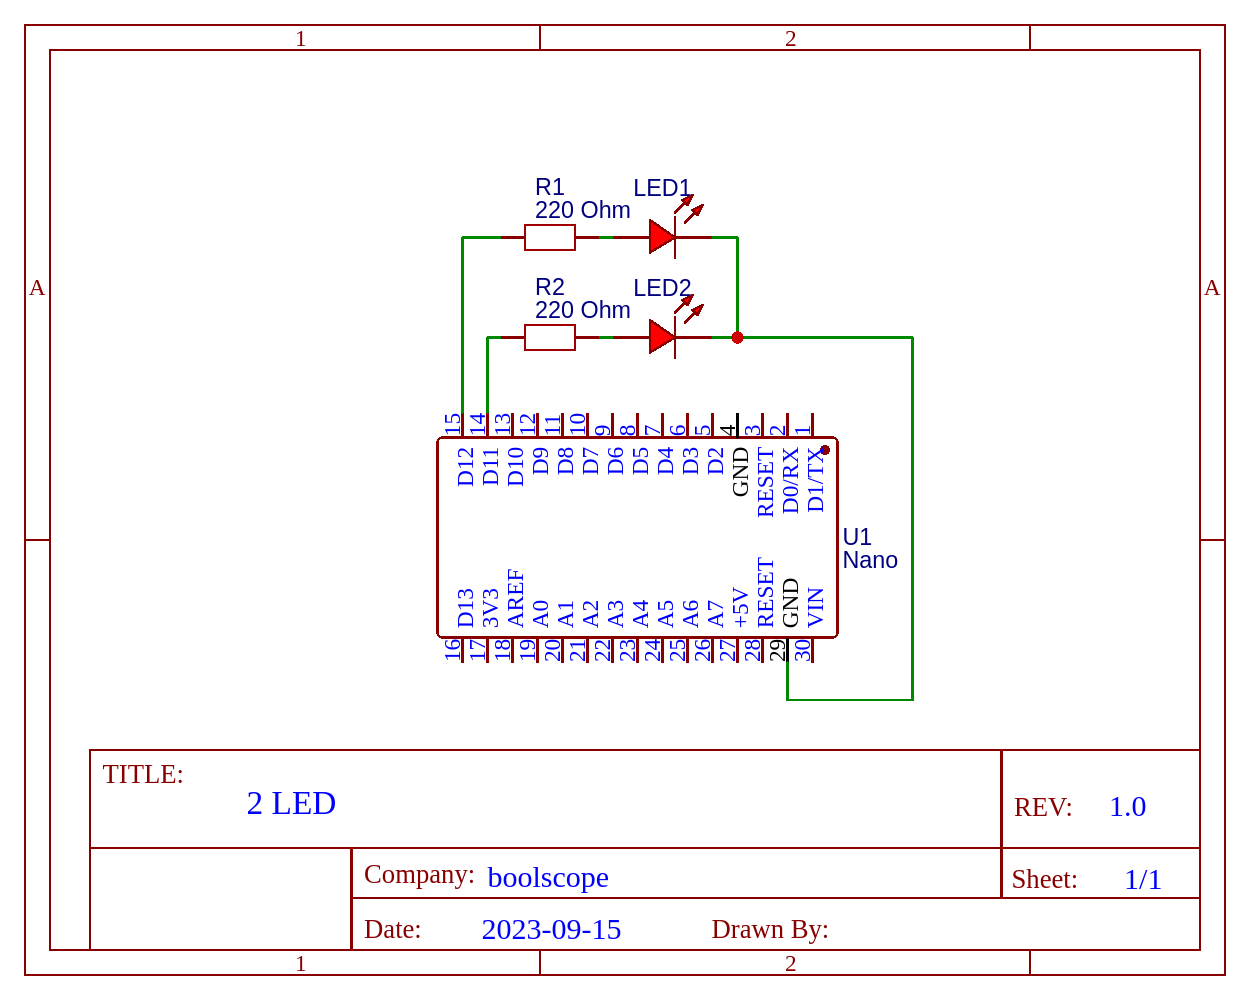 1 2
R1 LED1
220 Ohm
A A
R2 LED2
220 Ohm
15 14 13 12 11 10 9 8 7 6 5 4 3 2 1
D12 D11 D10 D9 D8 D7 D6 D5 D4 D3 D2 GND RESET D0/RX D1/TX
U1
Nano
D13 3V3 AREF A0 A1 A2 A3 A4 A5 A6 A7 +5V RESET GND VIN
16 17 18 19 20 21 22 23 24 25 26 27 28 29 30
TITLE:
2 LED
REV: 1.0
Company: boolscope
Sheet: 1/1
Date: 2023-09-15 Drawn By:
1 2